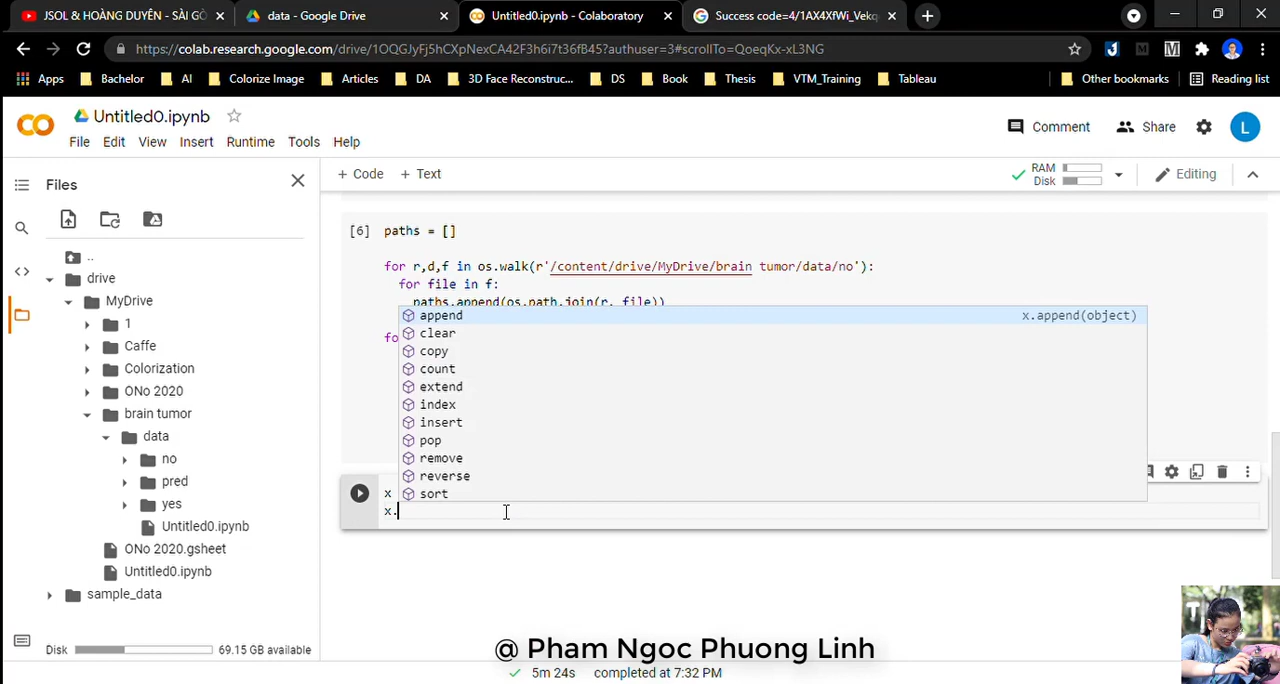 JSOL & HOÀNG DUYÊN - SÀI GÒ
data - Google Drive
Untitled0.ipynb - Colaboratory
Success code=4/1AX4XfWi_Vekq
https://colab.research.google.com/drive/1OQGJyFj5hCXpNexCA42F3h6i7t36fB45?authuser=3#scrollTo=QoeqKx-xL3NG
Apps
Bachelor
AI
Colorize Image
Articles
DA
3D Face Reconstruc...
DS
Book
Thesis
VTM_Training
Tableau
Other bookmarks
Reading list
CO
Untitled0.ipynb
File Edit View Insert Runtime Tools Help
Comment
Share
L
Files
+ Code + Text
RAM
Disk
Editing
..
drive
MyDrive
1
Caffe
Colorization
ONo 2020
brain tumor
data
no
pred
yes
Untitled0.ipynb
ONo 2020.gsheet
Untitled0.ipynb
sample_data
Disk
69.15 GB available
[6] paths = []
for r,d,f in os.walk(r'/content/drive/MyDrive/brain tumor/data/no'):
for file in f:
paths.append(os.path.join(r, file))
fo
append x.append(object)
clear
copy
count
extend
index
insert
pop
remove
reverse
sort
x
x.
@ Pham Ngoc Phuong Linh
5m 24s completed at 7:32 PM